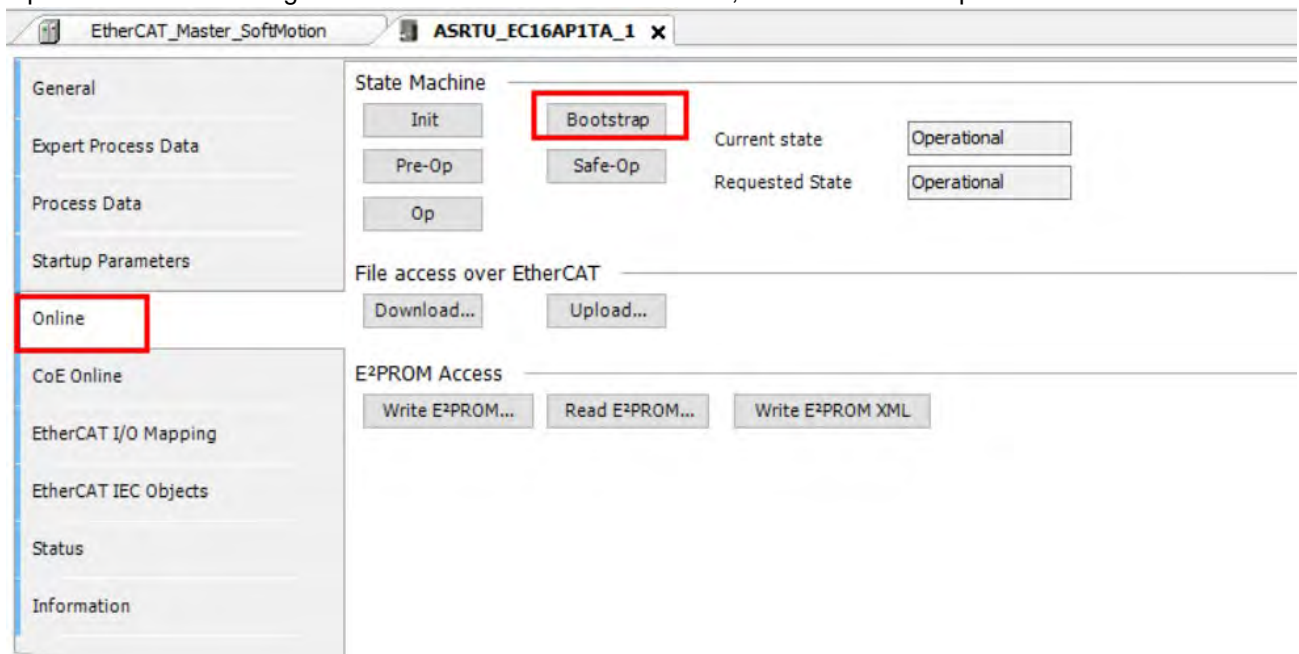 EtherCAT_Master_SoftMotion
ASRTU_EC16AP1TA_1 X
General
Expert Process Data
Process Data
Startup Parameters
Online
CoE Online
EtherCAT I/O Mapping
EtherCAT IEC Objects
Status
Information
State Machine
Init Bootstrap
Pre-Op Safe-Op
Op
Current state Operational
Requested State Operational
File access over EtherCAT
Download... Upload...
E²PROM Access
Write E²PROM... Read E²PROM... Write E²PROM XML